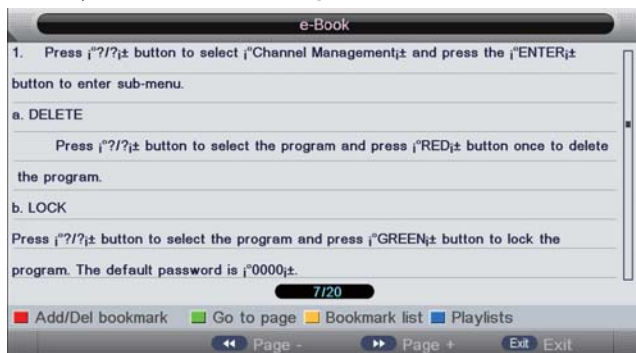 e-Book
1. Press ¡°?/?¡± button to select ¡°Channel Management¡± and press the ¡°ENTER¡±
button to enter sub-menu.
a. DELETE
Press ¡°?/?¡± button to select the program and press ¡°RED¡± button once to delete
the program.
b. LOCK
Press ¡°?/?¡± button to select the program and press ¡°GREEN¡± button to lock the
program. The default password is ¡°0000¡±.
7/20
Add/Del bookmark Go to page Bookmark list Playlists
Page - Page + Exit Exit